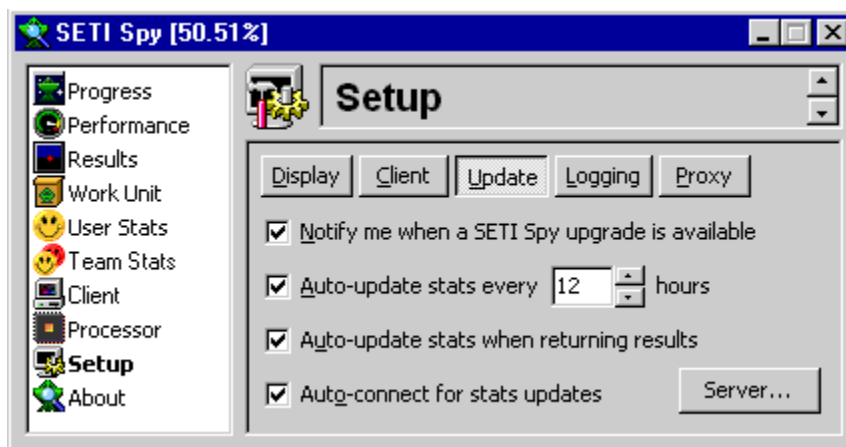 SETI Spy [50.51%]
Progress
Performance
Results
Work Unit
User Stats
Team Stats
Client
Processor
Setup
About
Setup
Display Client Update Logging Proxy
Notify me when a SETI Spy upgrade is available
Auto-update stats every 12 hours
Auto-update stats when returning results
Auto-connect for stats updates
Server...